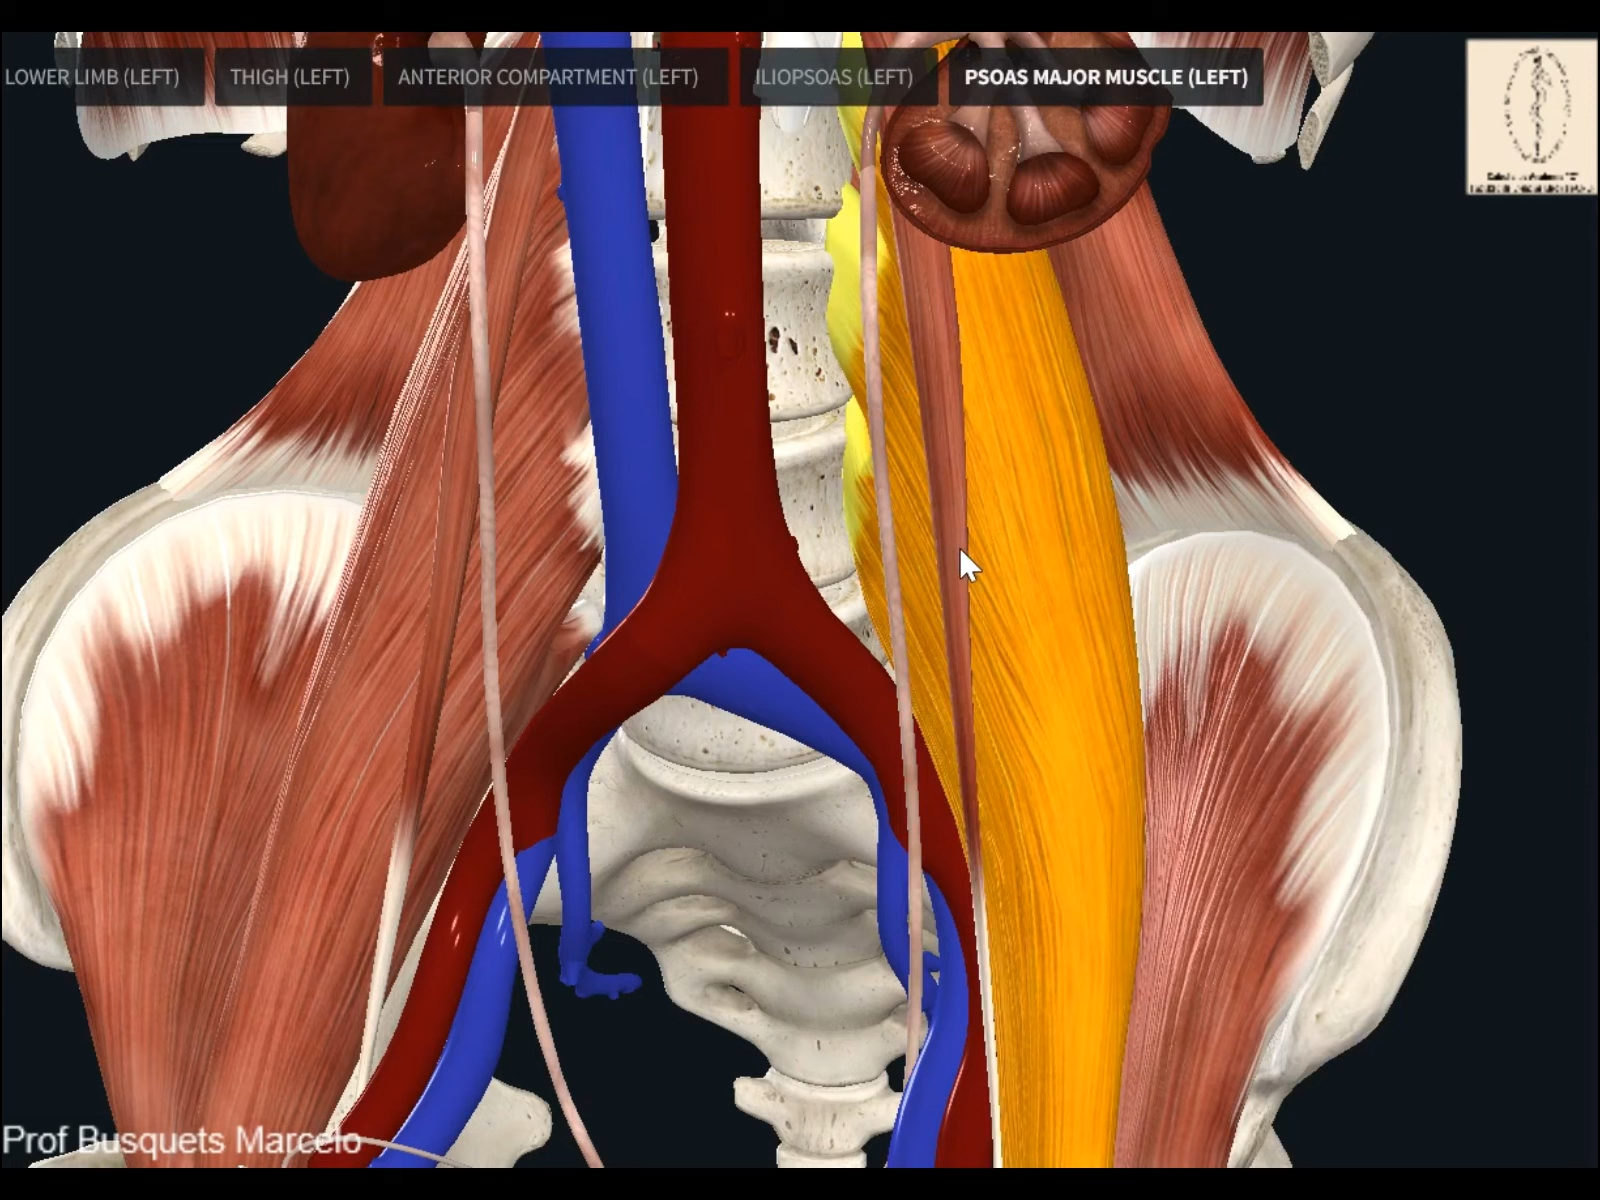 LOWER LIMB (LEFT)
THIGH (LEFT)
ANTERIOR COMPARTMENT (LEFT)
ILIOPSOAS (LEFT)
PSOAS MAJOR MUSCLE (LEFT)
Prof Busquets Marcelo